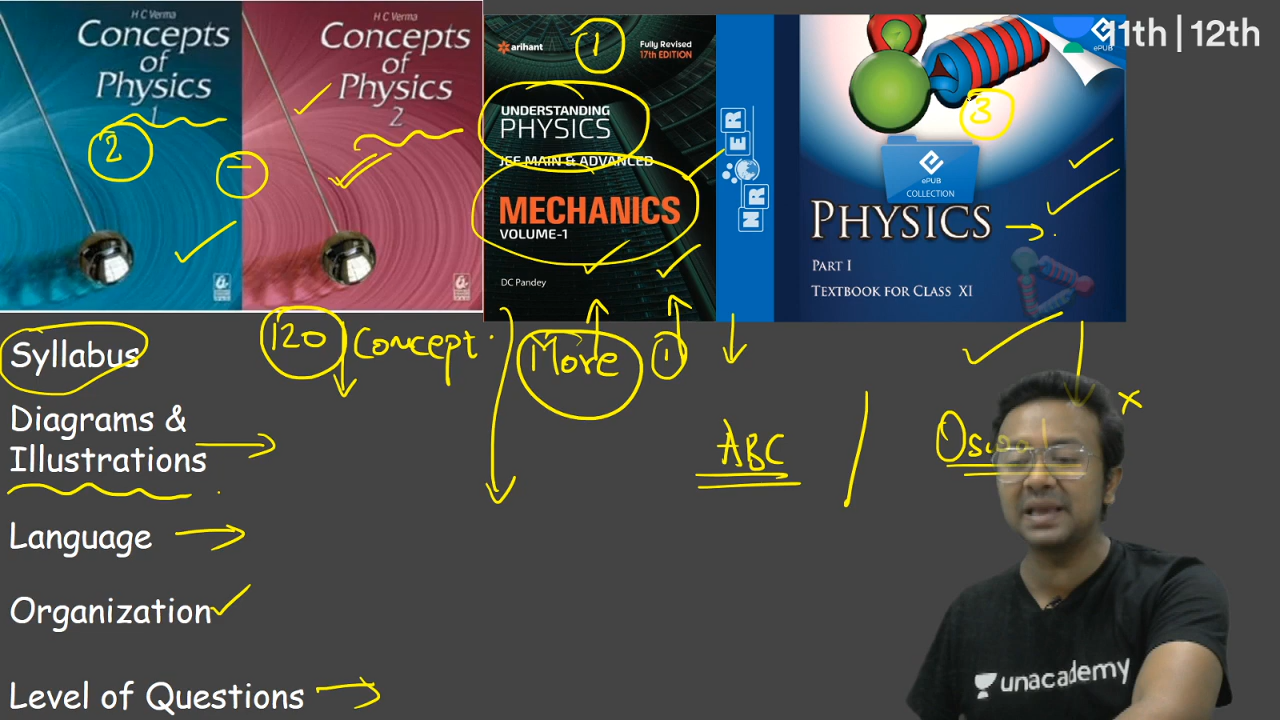 H C Verma
Concepts
of
Physics
1
2
H C Verma
Concepts
of
Physics
2
arihant
1
Fully Revised
17th EDITION
UNDERSTANDING
PHYSICS
JEE MAIN & ADVANCED
MECHANICS
VOLUME-1
DC Pandey
ePUB
11th | 12th
3
ePUB
COLLECTION
PHYSICS
PART I
TEXTBOOK FOR CLASS XI
Syllabus
120 Concept
More
1
Diagrams &
Illustrations
ABC
Language
Organization
Level of Questions
unacademy